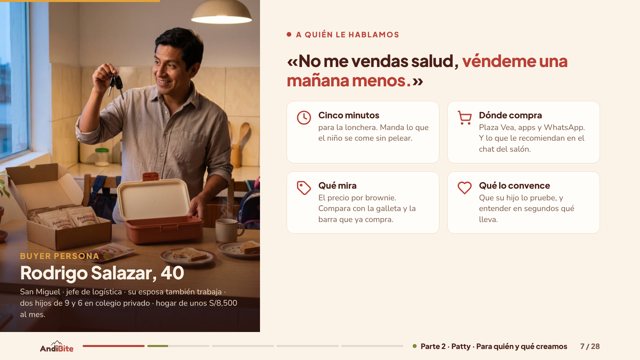 A QUIÉN LE HABLAMOS
«No me vendas salud, véndeme una
mañana menos.»
Cinco minutos
para la lonchera. Manda lo que
el niño se come sin pelear.
Dónde compra
Plaza Vea, apps y WhatsApp.
Y lo que le recomiendan en el
chat del salón.
Qué mira
El precio por brownie.
Compara con la galleta y la
barra que ya compra.
Qué lo convence
Que su hijo lo pruebe, y
entender en segundos qué
lleva.
BUYER PERSONA
Rodrigo Salazar, 40
San Miguel · jefe de logística · su esposa también trabaja ·
dos hijos de 9 y 6 en colegio privado · hogar de unos S/8,500
al mes.
AndiBite
Parte 2 · Patty · Para quién y qué creamos
7 / 28